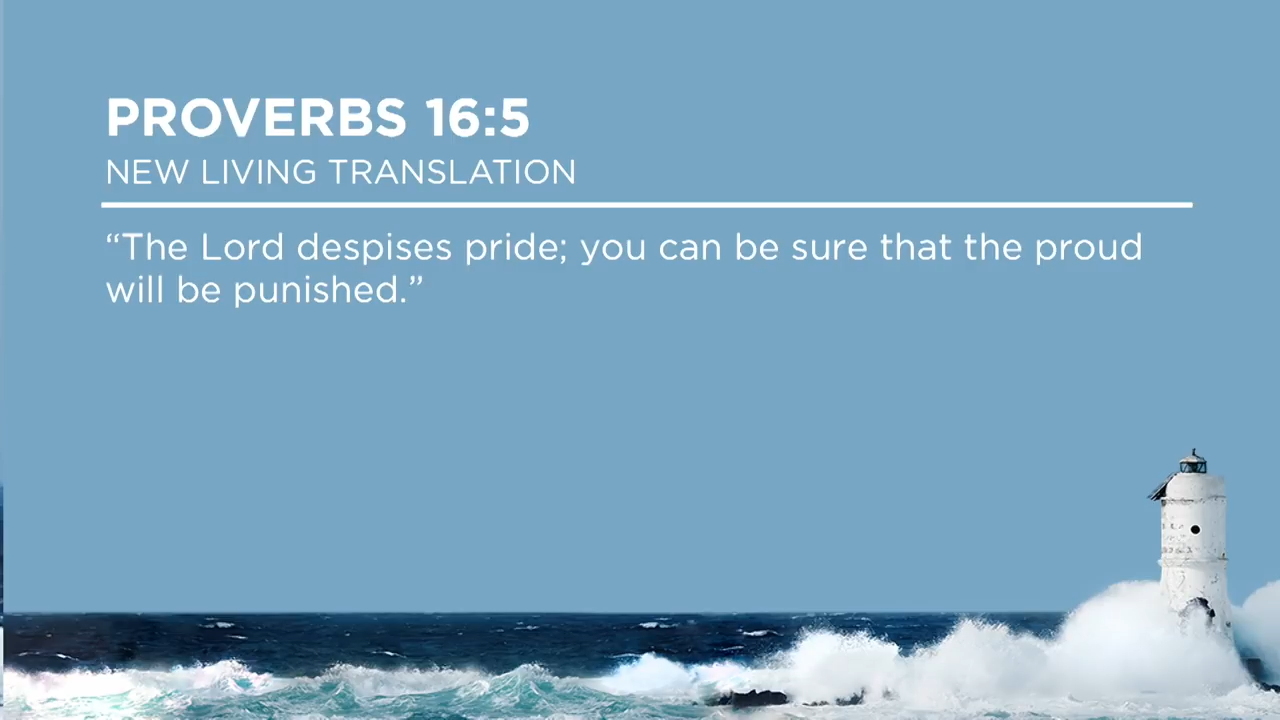 PROVERBS 16:5
NEW LIVING TRANSLATION
“The Lord despises pride; you can be sure that the proud
will be punished.”